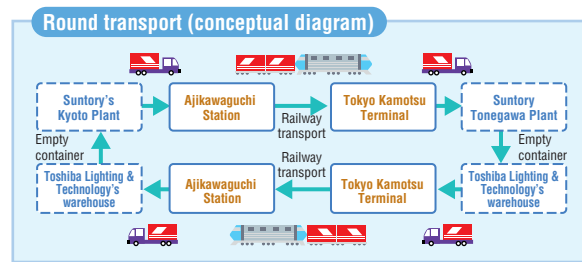 Round transport (conceptual diagram)
Suntory's
Kyoto Plant
Ajikawaguchi
Station
Railway
transport
Tokyo Kamotsu
Terminal
Suntory
Tonegawa Plant
Empty
container
Railway
transport
Empty
container
Toshiba Lighting &
Technology's
warehouse
Ajikawaguchi
Station
Tokyo Kamotsu
Terminal
Toshiba Lighting &
Technology's
warehouse